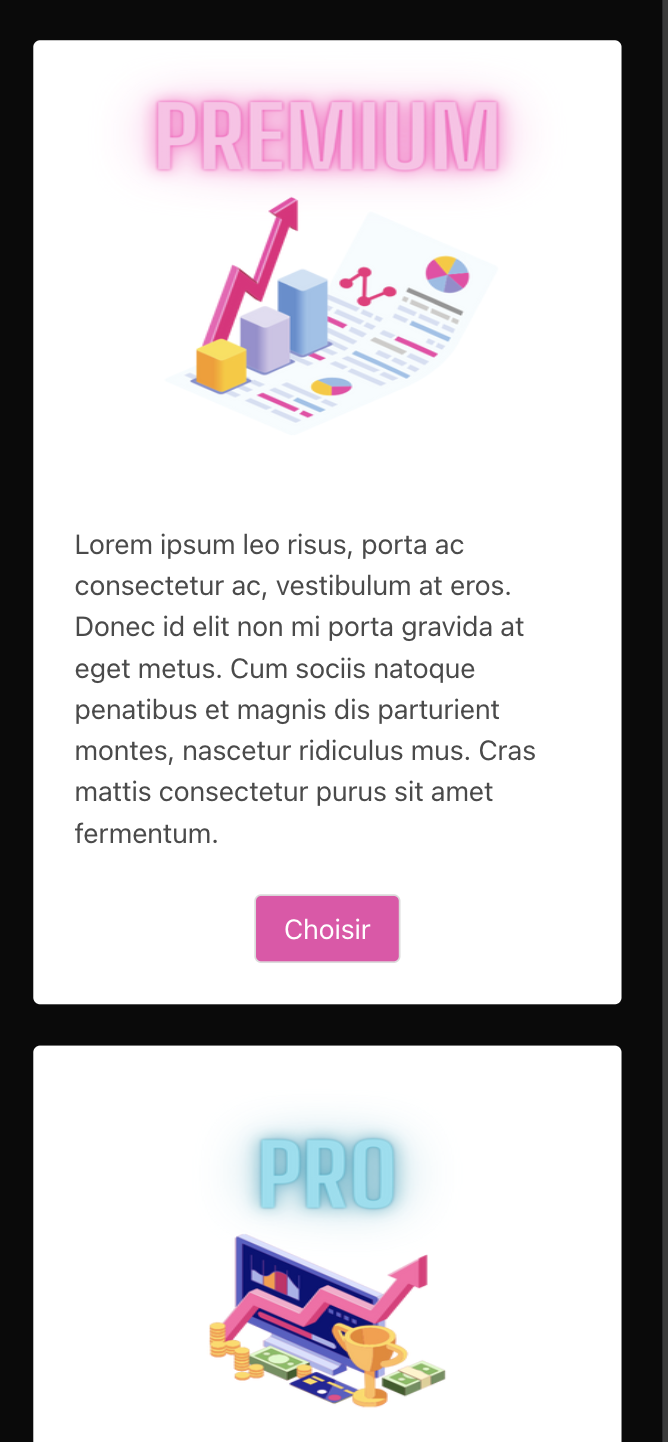 PREMIUM
Lorem ipsum leo risus, porta ac
consectetur ac, vestibulum at eros.
Donec id elit non mi porta gravida at
eget metus. Cum sociis natoque
penatibus et magnis dis parturient
montes, nascetur ridiculus mus. Cras
mattis consectetur purus sit amet
fermentum.
Choisir
PRO